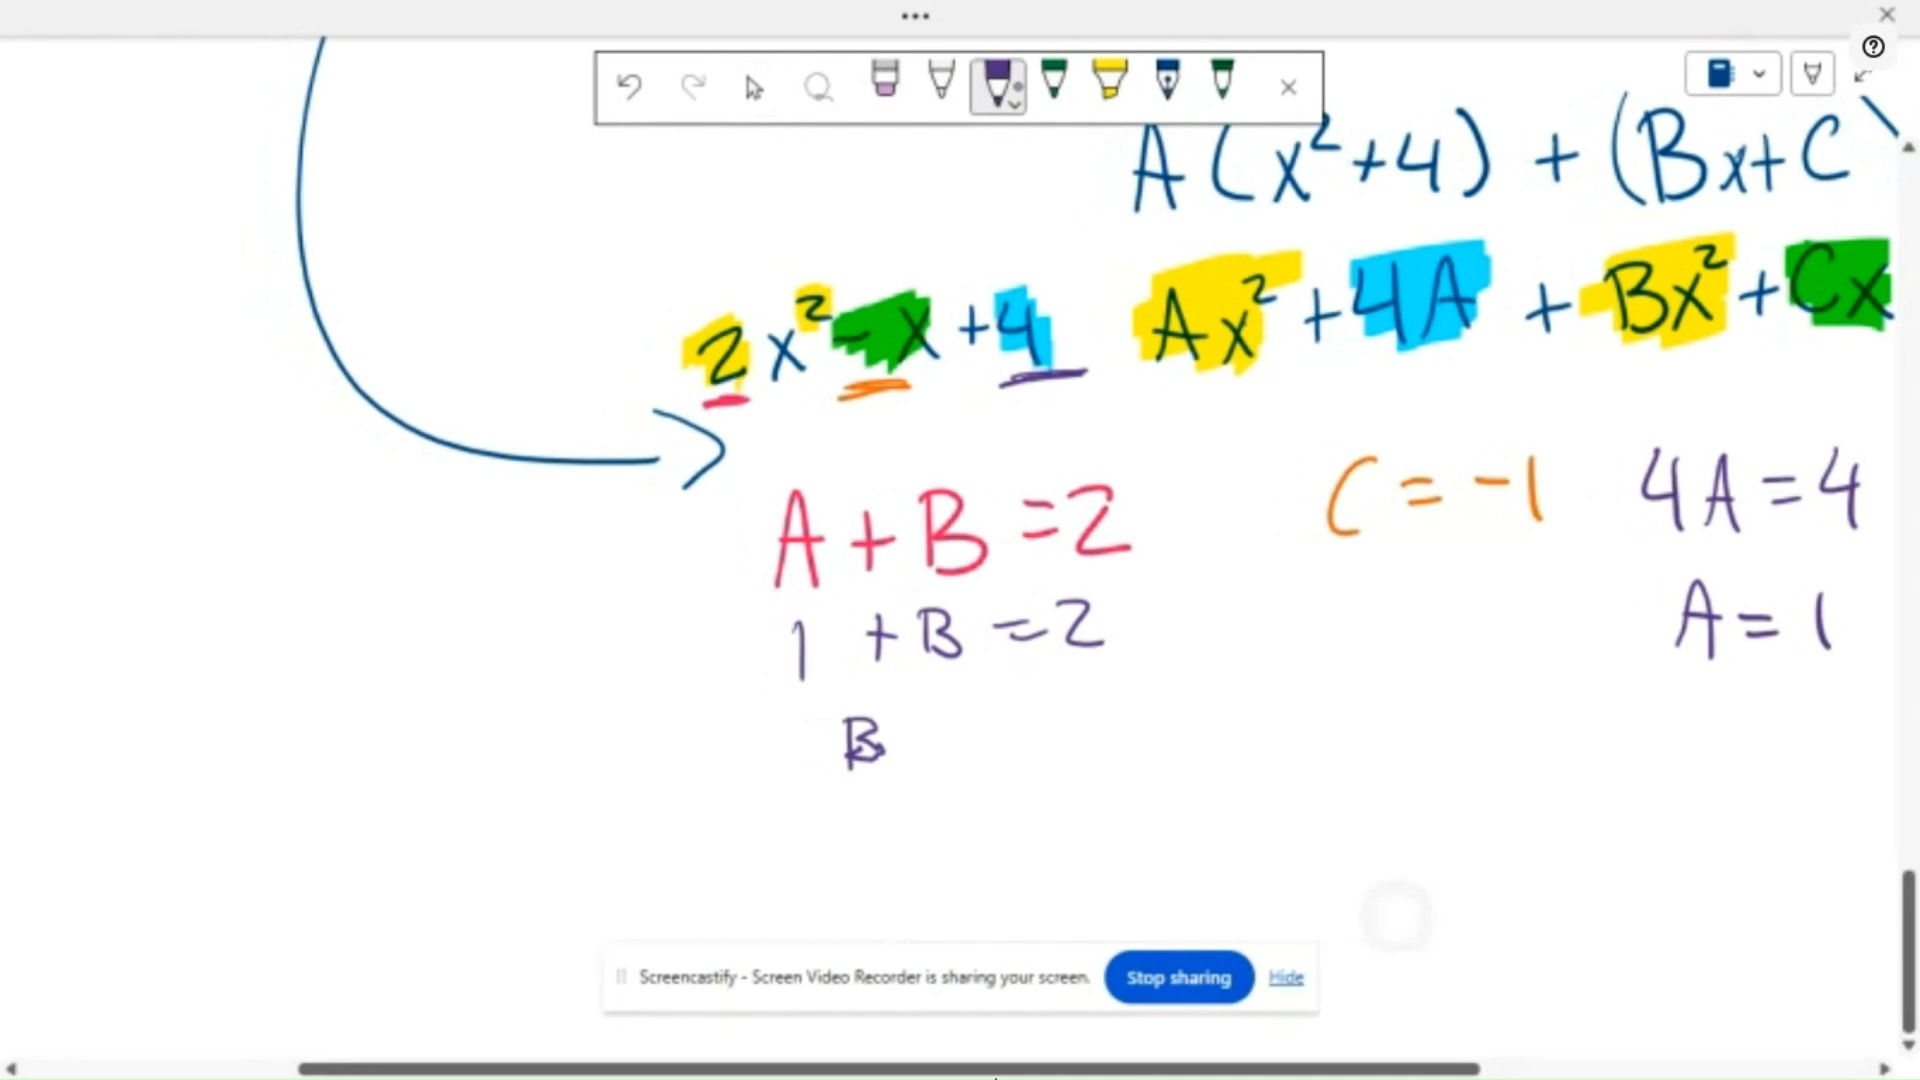 A(x²+4) + (Bx+C
2x²-x+4 Ax²+4A + Bx²+Cx
A+B=2 C=-1 4A=4
1 +B=2 A=1
B
Screencastify - Screen Video Recorder is sharing your screen. Stop sharing Hide